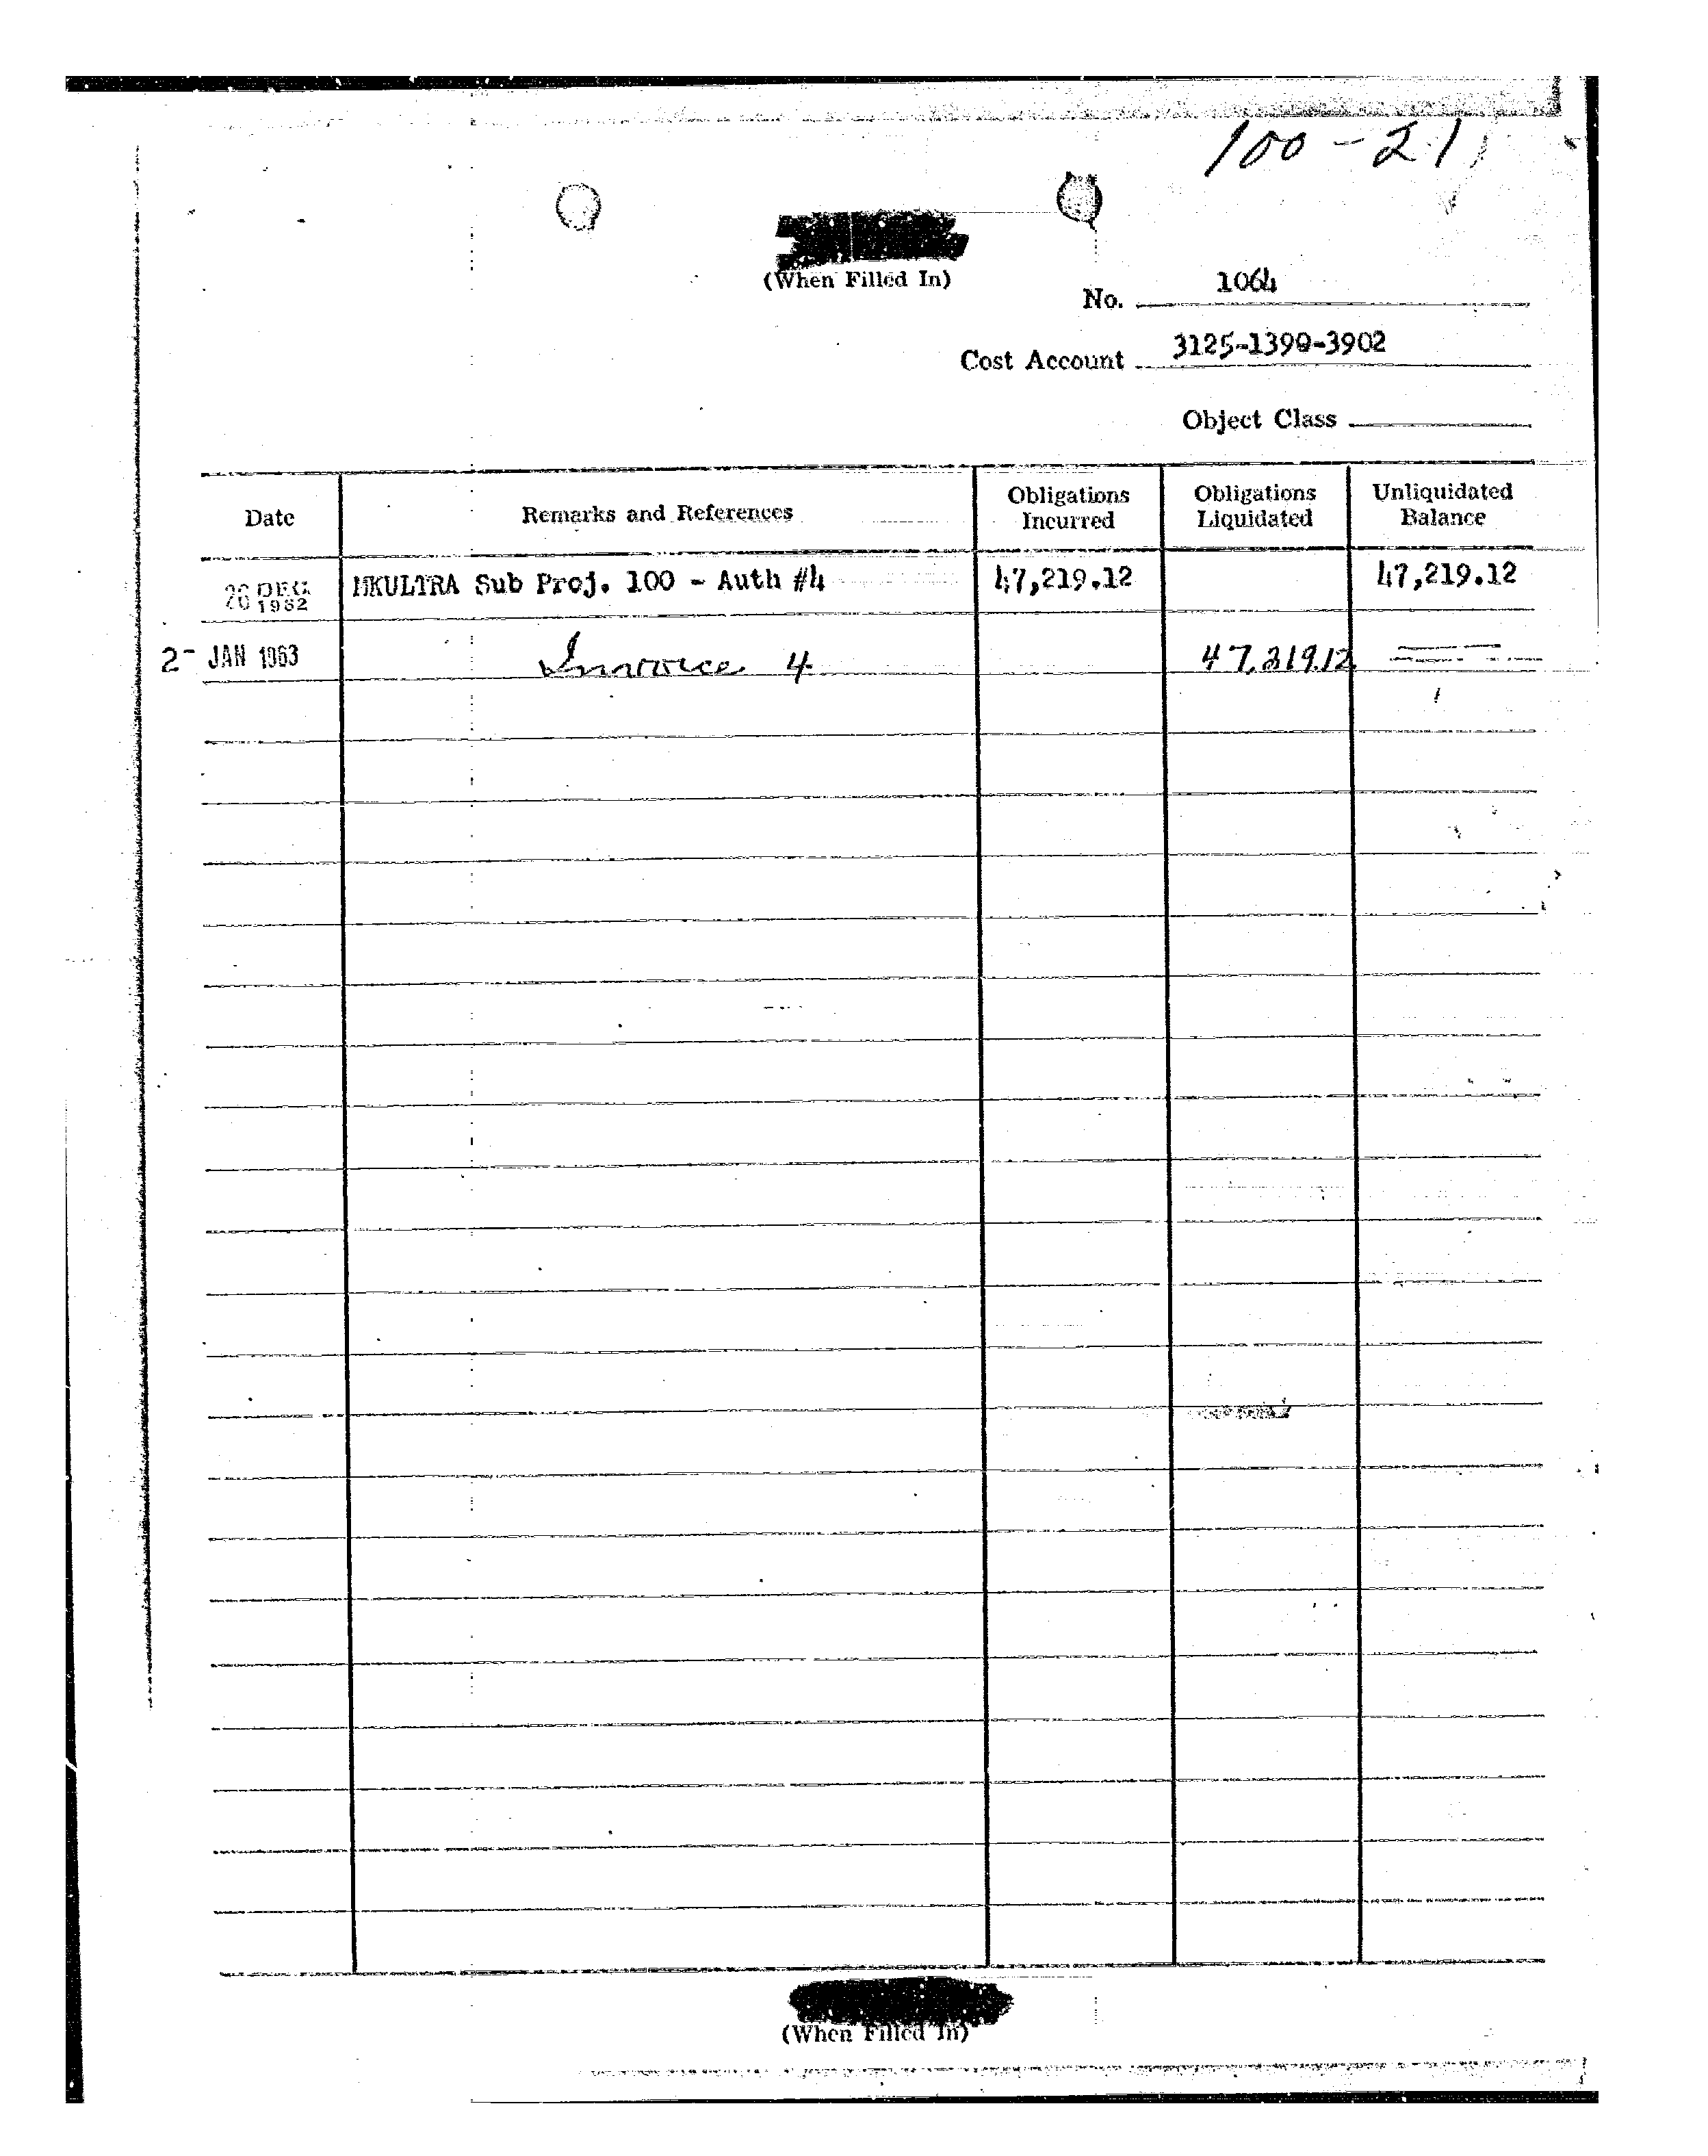 100-21
(When Filled In)
No. 1064
Cost Account 3125-1390-3902
Object Class
Date Remarks and References Obligations Incurred Obligations Liquidated Unliquidated Balance
26 DEC 1962 MKULTRA Sub Proj. 100 - Auth #4 47,219.12 47,219.12
2 - JAN 1963 Invoice 4 47,219.12
(When Filled In)